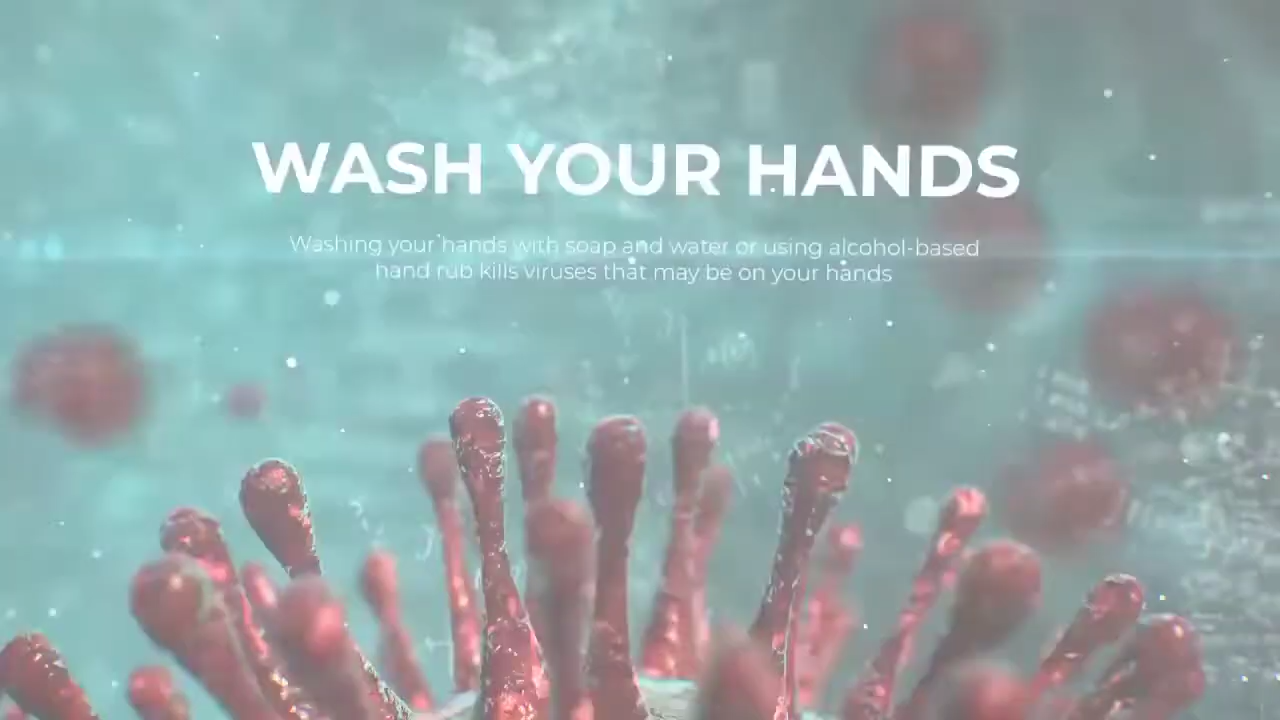 WASH YOUR HANDS
Washing your hands with soap and water or using alcohol-based
hand rub kills viruses that may be on your hands